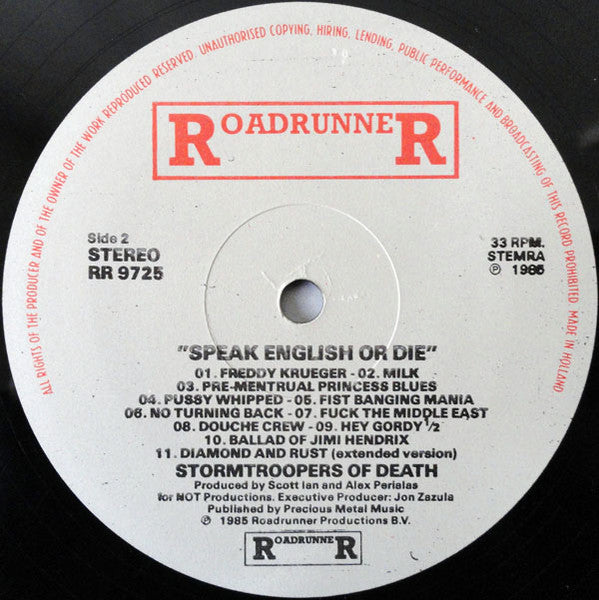 ALL RIGHTS OF THE PRODUCER AND OF THE OWNER OF THE WORK REPRODUCED RESERVED. UNAUTHORISED COPYING, HIRING, LENDING, PUBLIC PERFORMANCE AND BROADCASTING OF THIS RECORD PROHIBITED. MADE IN HOLLAND
ROADRUNNER
Side 2
STEREO
RR 9725
33 RPM.
STEMRA
℗ 1985
"SPEAK ENGLISH OR DIE"
01. FREDDY KRUEGER - 02. MILK
03. PRE-MENTRUAL PRINCESS BLUES
04. PUSSY WHIPPED - 05. FIST BANGING MANIA
06. NO TURNING BACK - 07. FUCK THE MIDDLE EAST
08. DOUCHE CREW - 09. HEY GORDY ½
10. BALLAD OF JIMI HENDRIX
11. DIAMOND AND RUST (extended version)
STORMTROOPERS OF DEATH
Produced by Scott Ian and Alex Perialas
for NOT Productions. Executive Producer: Jon Zazula
Published by Precious Metal Music
℗ 1985 Roadrunner Productions B.V.
ROADRUNNER